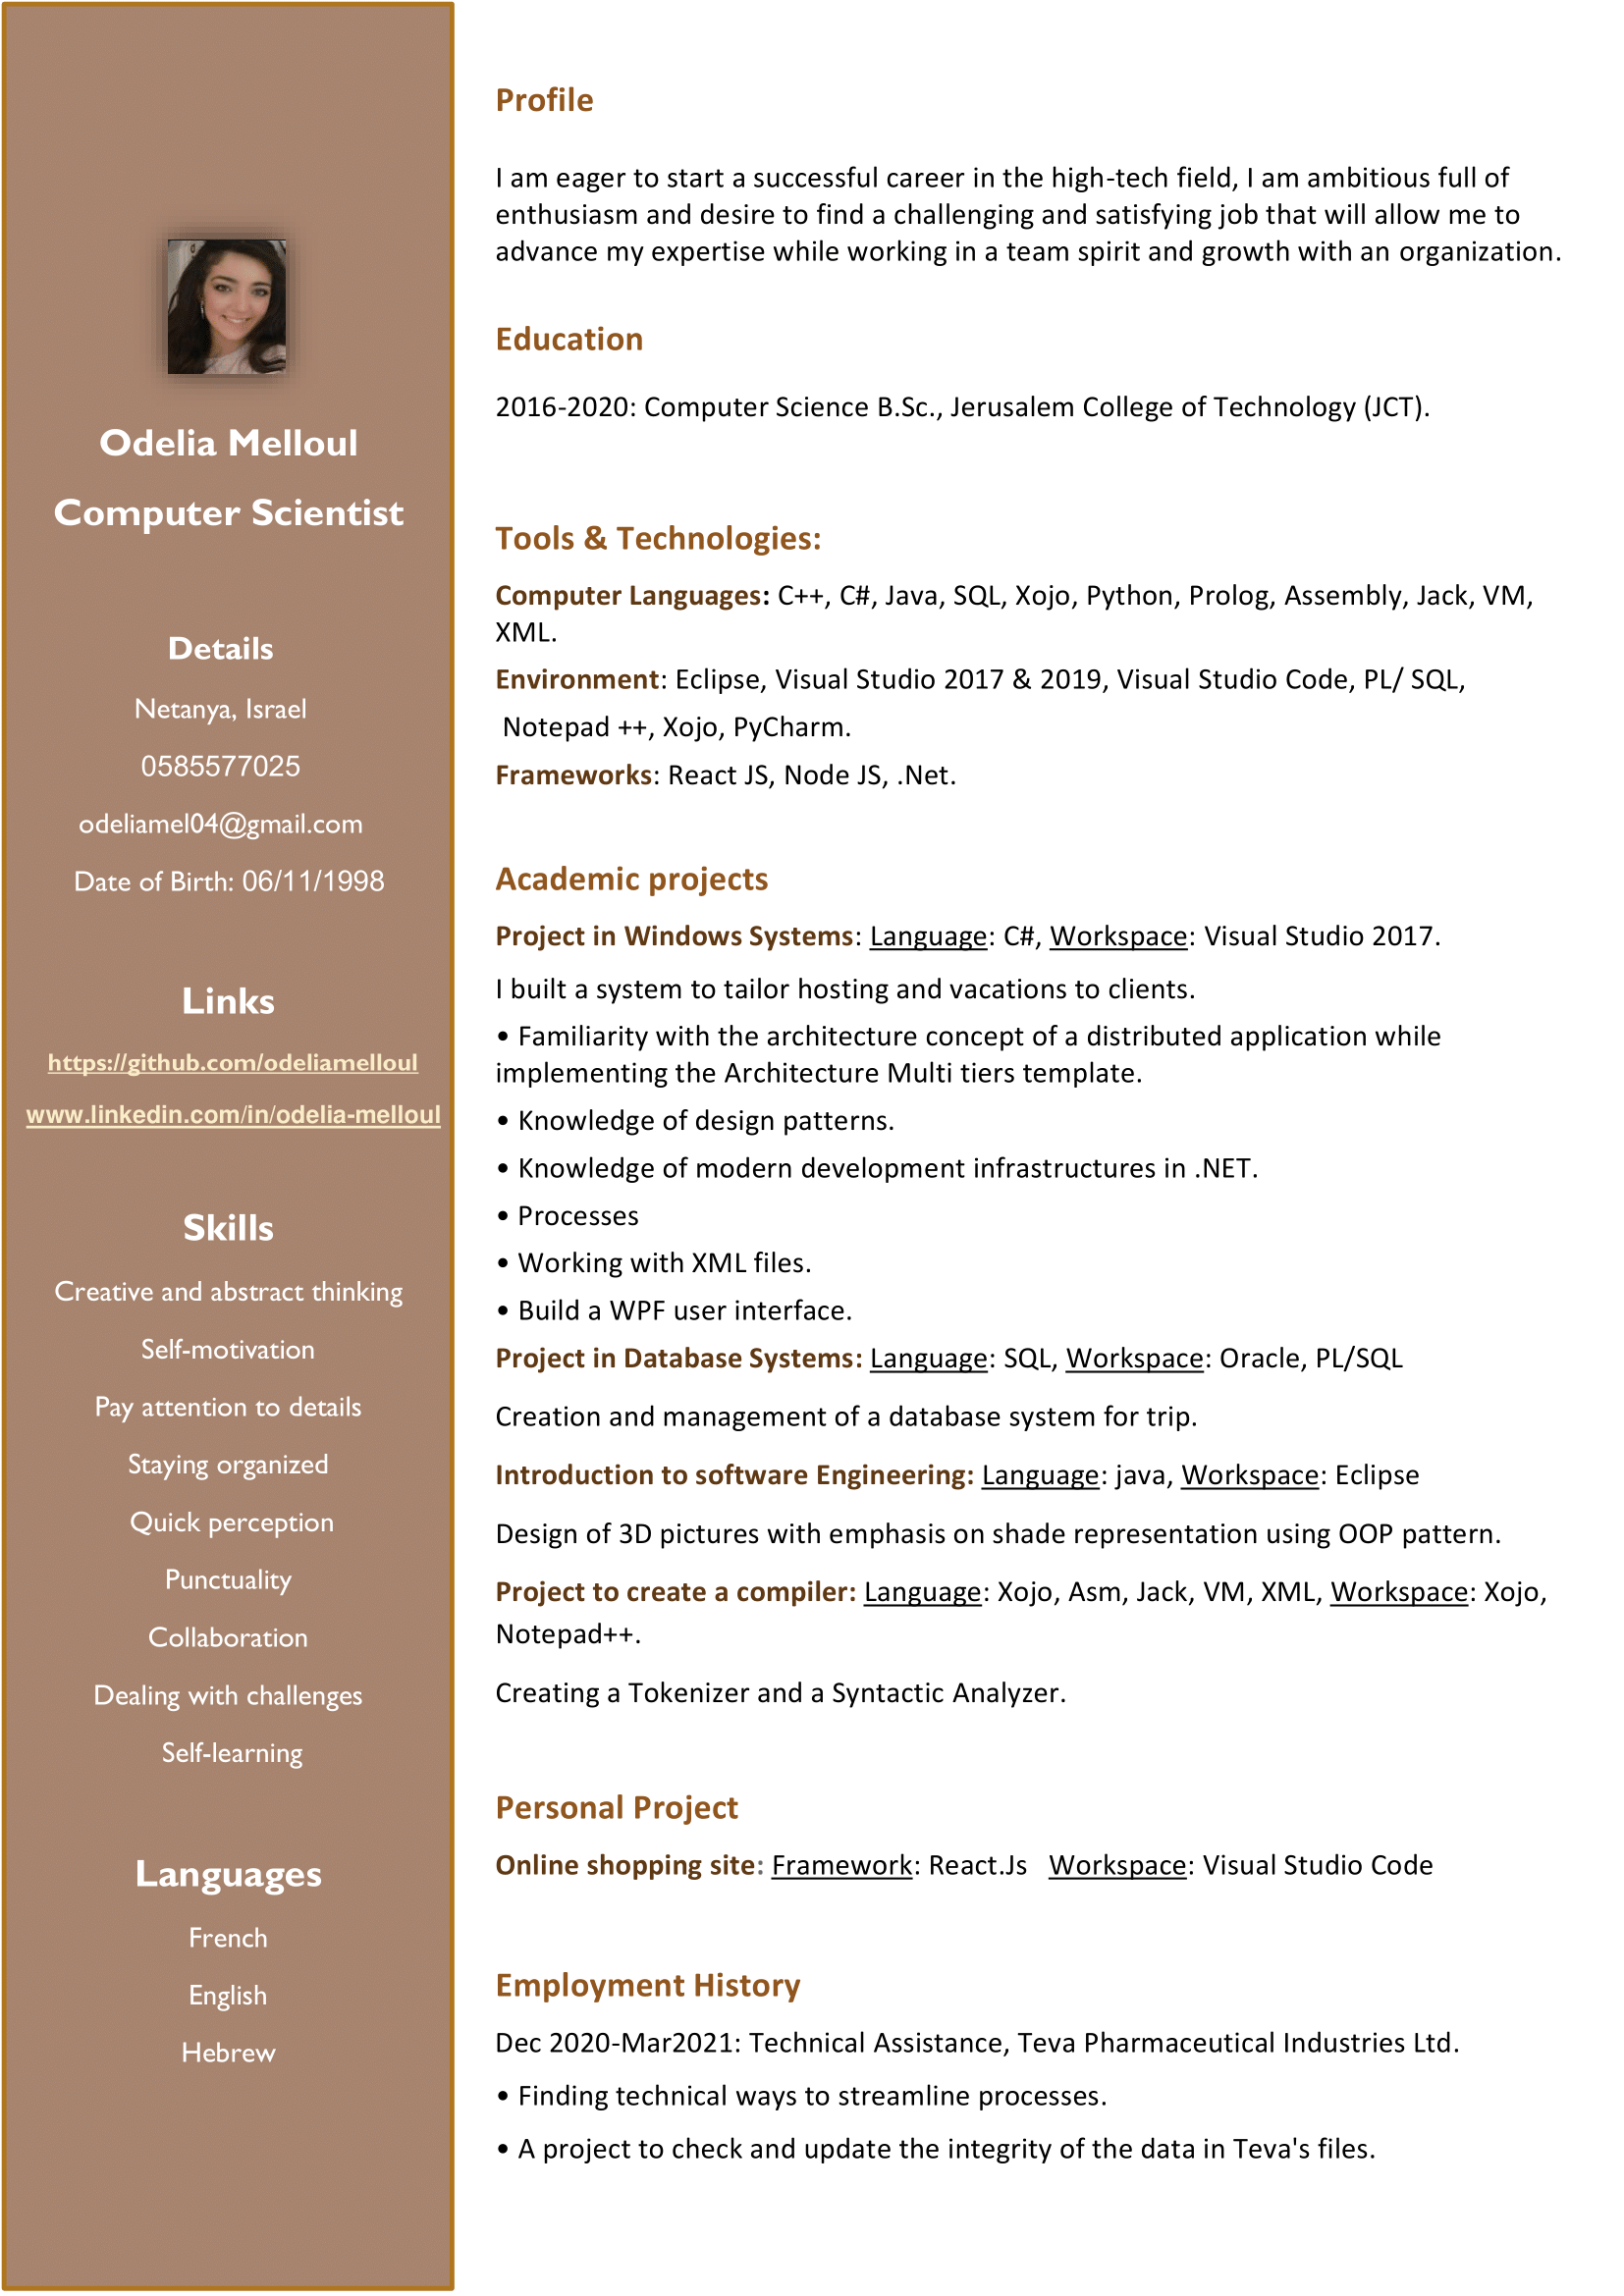 Odelia Melloul
Computer Scientist
Details
Netanya, Israel
0585577025
odeliamel04@gmail.com
Date of Birth: 06/11/1998
Links
https://github.com/odeliamelloul
www.linkedin.com/in/odelia-melloul
Skills
Creative and abstract thinking
Self-motivation
Pay attention to details
Staying organized
Quick perception
Punctuality
Collaboration
Dealing with challenges
Self-learning
Languages
French
English
Hebrew
Profile
I am eager to start a successful career in the high-tech field, I am ambitious full of
enthusiasm and desire to find a challenging and satisfying job that will allow me to
advance my expertise while working in a team spirit and growth with an organization.
Education
2016-2020: Computer Science B.Sc., Jerusalem College of Technology (JCT).
Tools & Technologies:
Computer Languages: C++, C#, Java, SQL, Xojo, Python, Prolog, Assembly, Jack, VM,
XML.
Environment: Eclipse, Visual Studio 2017 & 2019, Visual Studio Code, PL/ SQL,
Notepad ++, Xojo, PyCharm.
Frameworks: React JS, Node JS, .Net.
Academic projects
Project in Windows Systems: Language: C#, Workspace: Visual Studio 2017.
I built a system to tailor hosting and vacations to clients.
• Familiarity with the architecture concept of a distributed application while
implementing the Architecture Multi tiers template.
• Knowledge of design patterns.
• Knowledge of modern development infrastructures in .NET.
• Processes
• Working with XML files.
• Build a WPF user interface.
Project in Database Systems: Language: SQL, Workspace: Oracle, PL/SQL
Creation and management of a database system for trip.
Introduction to software Engineering: Language: java, Workspace: Eclipse
Design of 3D pictures with emphasis on shade representation using OOP pattern.
Project to create a compiler: Language: Xojo, Asm, Jack, VM, XML, Workspace: Xojo,
Notepad++.
Creating a Tokenizer and a Syntactic Analyzer.
Personal Project
Online shopping site: Framework: React.Js Workspace: Visual Studio Code
Employment History
Dec 2020-Mar2021: Technical Assistance, Teva Pharmaceutical Industries Ltd.
• Finding technical ways to streamline processes.
• A project to check and update the integrity of the data in Teva's files.